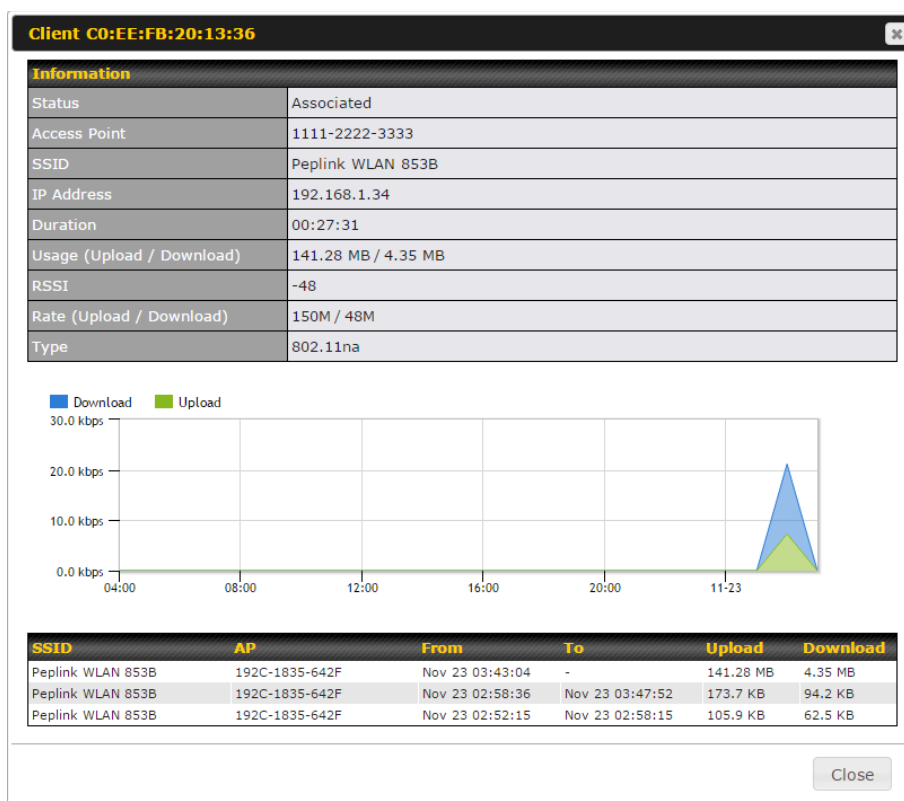 Client C0:EE:FB:20:13:36
Information
Status Associated
Access Point 1111-2222-3333
SSID Peplink WLAN 853B
IP Address 192.168.1.34
Duration 00:27:31
Usage (Upload / Download) 141.28 MB / 4.35 MB
RSSI -48
Rate (Upload / Download) 150M / 48M
Type 802.11na
Download Upload
30.0 kbps
20.0 kbps
10.0 kbps
0.0 kbps
04:00 08:00 12:00 16:00 20:00 11-23
SSID AP From To Upload Download
Peplink WLAN 853B 192C-1835-642F Nov 23 03:43:04 - 141.28 MB 4.35 MB
Peplink WLAN 853B 192C-1835-642F Nov 23 02:58:36 Nov 23 03:47:52 173.7 KB 94.2 KB
Peplink WLAN 853B 192C-1835-642F Nov 23 02:52:15 Nov 23 02:58:15 105.9 KB 62.5 KB
Close